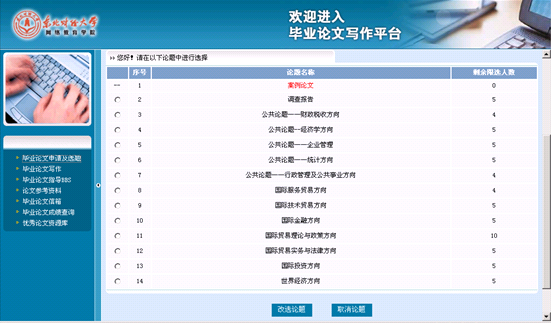 东北财经大学
网络教育学院
欢迎进入
毕业论文写作平台
›› 您好! 请在以下论题中进行选择
序号 论题名称 剩余限选人数
-- 1 案例论文 0
2 调查报告 5
3 公共论题——财政税收方向 4
4 公共论题--经济学方向 5
5 公共论题——企业管理 5
6 公共论题——统计方向 5
7 公共论题——行政管理及公共事业方向 4
8 国际服务贸易方向 4
9 国际技术贸易方向 5
10 国际金融方向 5
11 国际贸易理论与政策方向 10
12 国际贸易实务与法律方向 5
13 国际投资方向 5
14 世界经济方向 5
毕业论文申请及选题
毕业论文写作
毕业论文指导BBS
论文参考资料
毕业论文信箱
毕业论文成绩查询
优秀论文资源库
改选论题 取消论题